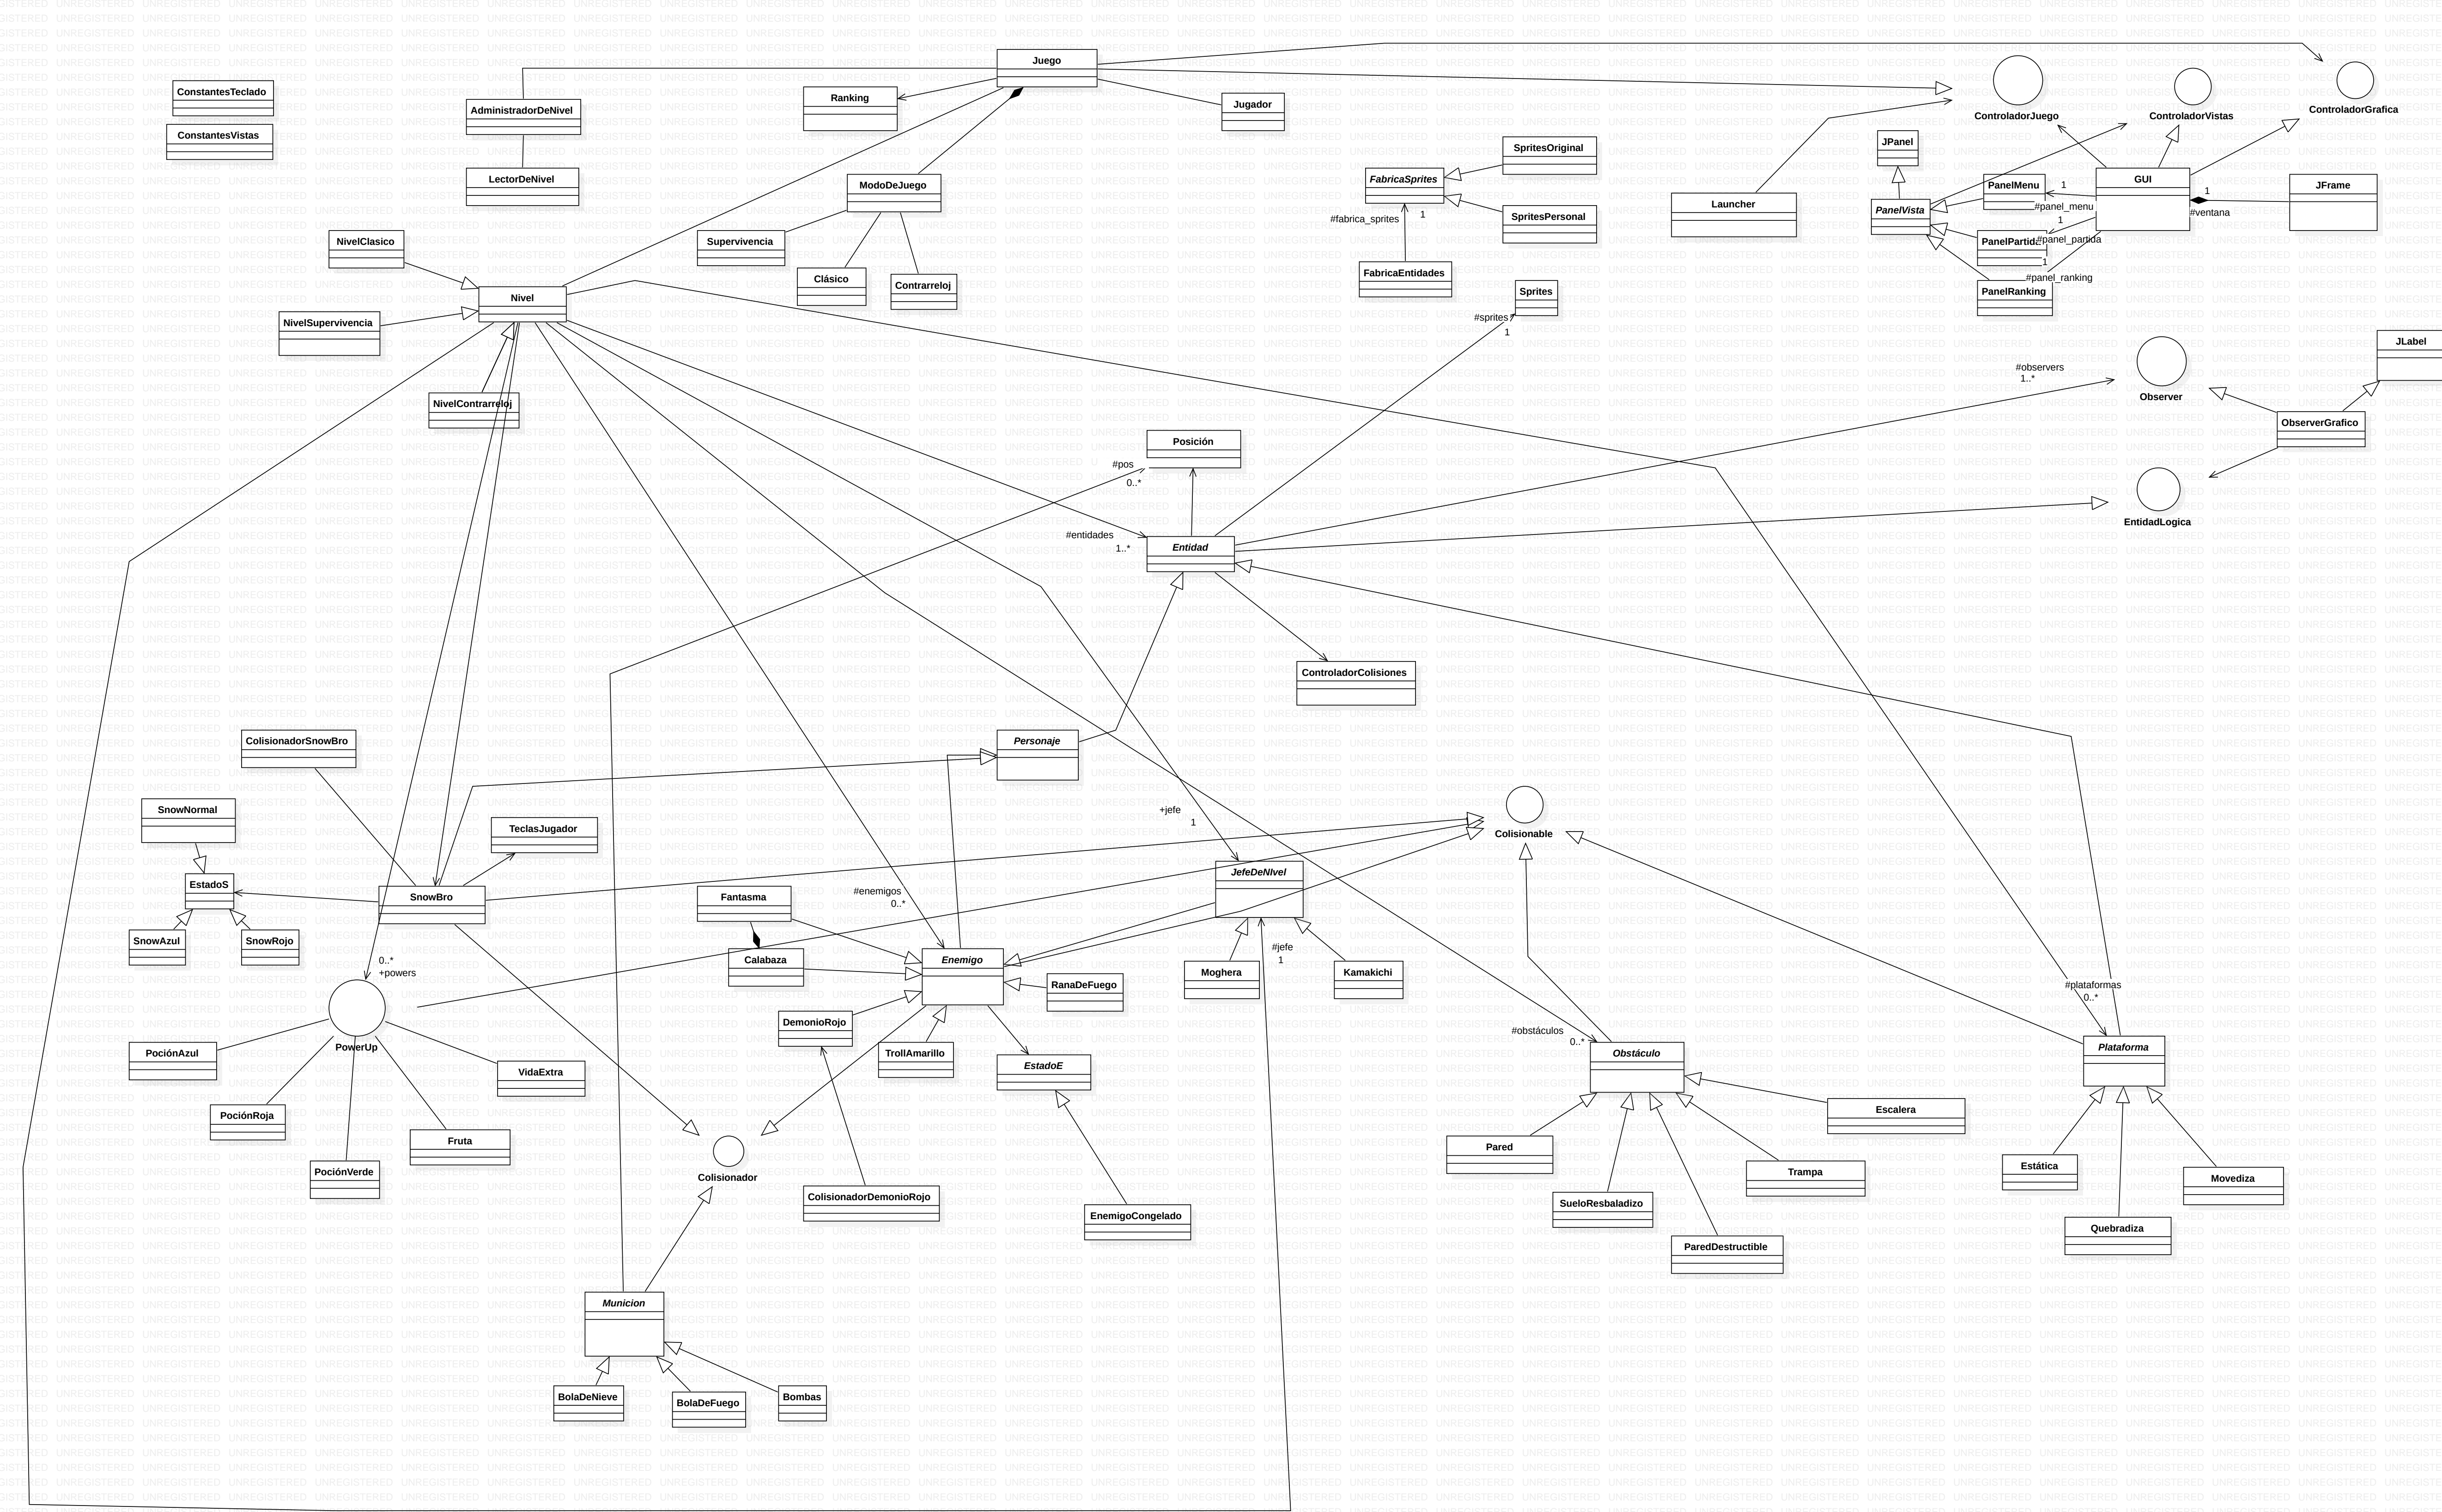 UNREGISTERED
Juego
ConstantesTeclado
ConstantesVistas
AdministradorDeNivel
LectorDeNivel
Ranking
Jugador
ModoDeJuego
Supervivencia
Clásico
Contrarreloj
ControladorJuego
ControladorVistas
ControladorGrafica
SpritesOriginal
FabricaSprites
SpritesPersonal
#fabrica_sprites
1
FabricaEntidades
Sprites
#sprites
1
Launcher
JPanel
PanelVista
PanelMenu
1
#panel_menu
1
PanelPartida
#panel_partida
1
#panel_ranking
PanelRanking
GUI
1
#ventana
JFrame
NivelClasico
Nivel
NivelSupervivencia
NivelContrarreloj
JLabel
#observers
1..*
Observer
ObserverGrafico
EntidadLogica
Posición
#pos
0..*
#entidades
1..*
Entidad
ControladorColisiones
ColisionadorSnowBro
Personaje
SnowNormal
TeclasJugador
EstadoS
SnowBro
SnowAzul
SnowRojo
+jefe
1
Colisionable
JefeDeNIvel
Fantasma
#enemigos
0..*
Calabaza
Enemigo
RanaDeFuego
#jefe
1
Moghera
Kamakichi
0..*
+powers
PowerUp
PociónAzul
PociónRoja
PociónVerde
Fruta
VidaExtra
DemonioRojo
TrollAmarillo
EstadoE
Colisionador
ColisionadorDemonioRojo
EnemigoCongelado
#obstáculos
0..*
Obstáculo
#plataformas
0..*
Plataforma
Escalera
Pared
Trampa
SueloResbaladizo
ParedDestructible
Estática
Movediza
Quebradiza
Municion
BolaDeNieve
BolaDeFuego
Bombas